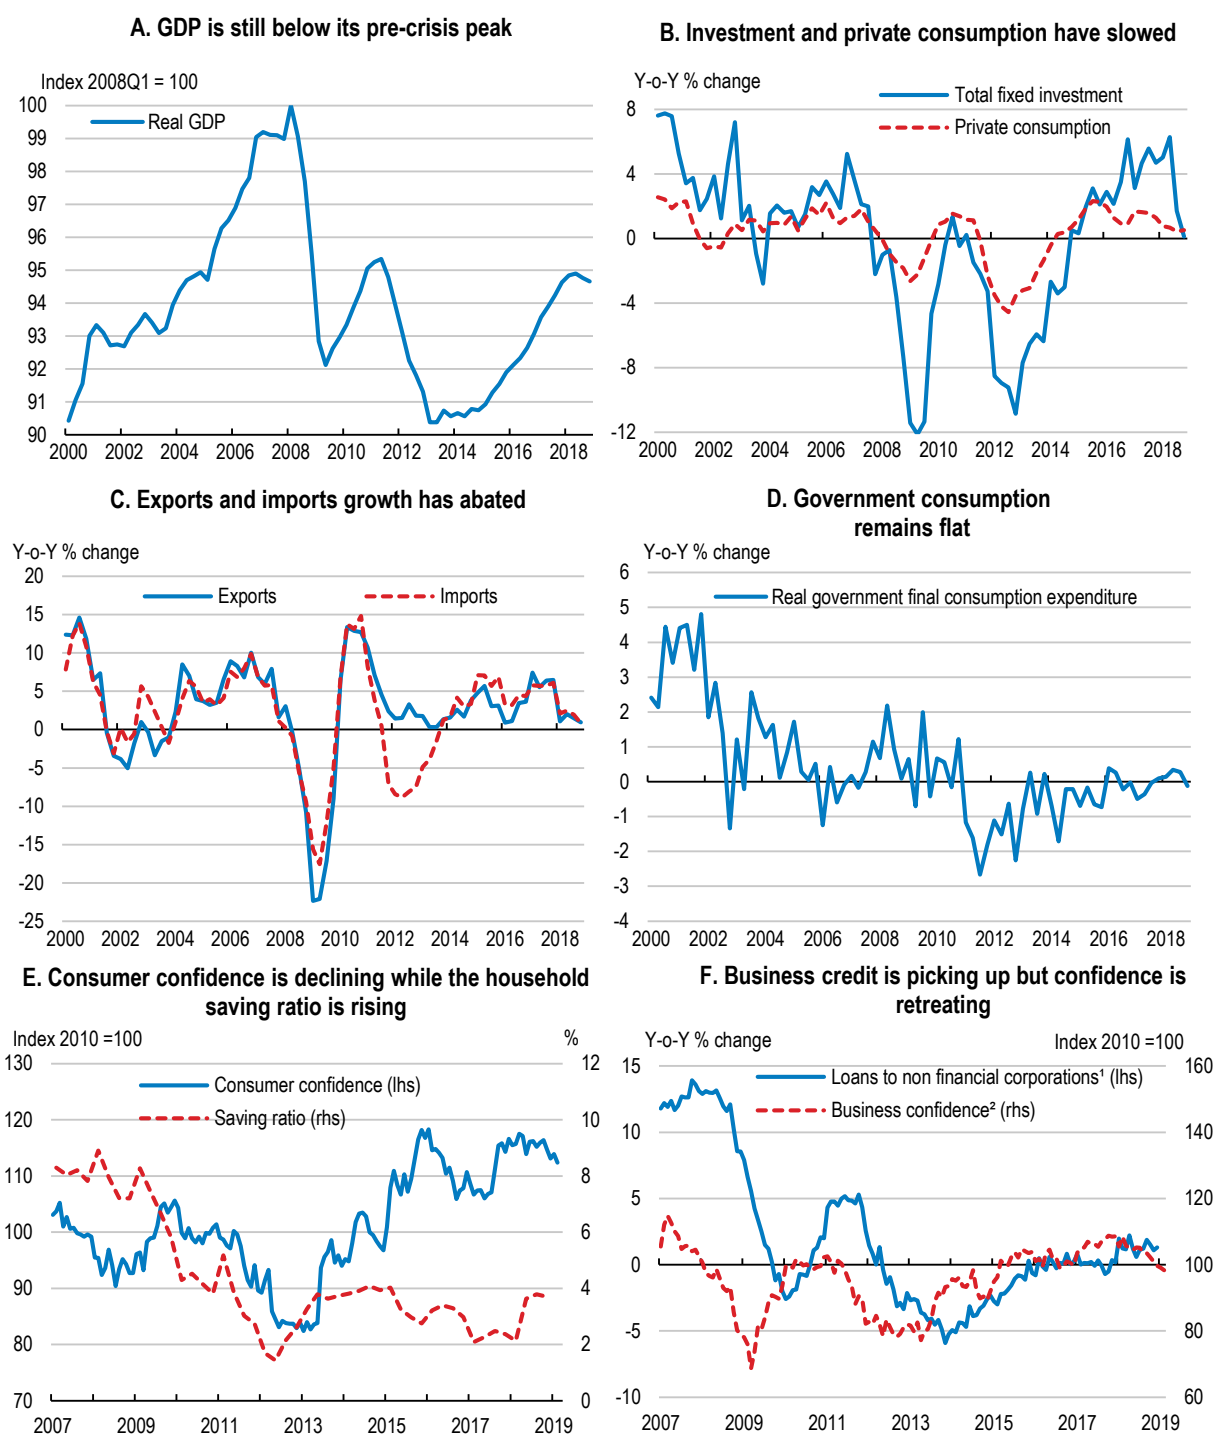 A. GDP is still below its pre-crisis peak
Index 2008Q1 = 100
Real GDP
100
99
98
97
96
95
94
93
92
91
90
2000 2002 2004 2006 2008 2010 2012 2014 2016 2018
B. Investment and private consumption have slowed
Y-o-Y % change
Total fixed investment
Private consumption
8
4
0
-4
-8
-12
2000 2002 2004 2006 2008 2010 2012 2014 2016 2018
C. Exports and imports growth has abated
Y-o-Y % change
Exports
Imports
20
15
10
5
0
-5
-10
-15
-20
-25
2000 2002 2004 2006 2008 2010 2012 2014 2016 2018
D. Government consumption
remains flat
Y-o-Y % change
Real government final consumption expenditure
6
5
4
3
2
1
0
-1
-2
-3
-4
2000 2002 2004 2006 2008 2010 2012 2014 2016 2018
E. Consumer confidence is declining while the household
saving ratio is rising
Index 2010 =100
%
Consumer confidence (lhs)
Saving ratio (rhs)
130
120
110
100
90
80
70
12
10
8
6
4
2
0
2007 2009 2011 2013 2015 2017 2019
F. Business credit is picking up but confidence is
retreating
Y-o-Y % change
Index 2010 =100
Loans to non financial corporations¹ (lhs)
Business confidence² (rhs)
15
10
5
0
-5
-10
160
140
120
100
80
60
2007 2009 2011 2013 2015 2017 2019